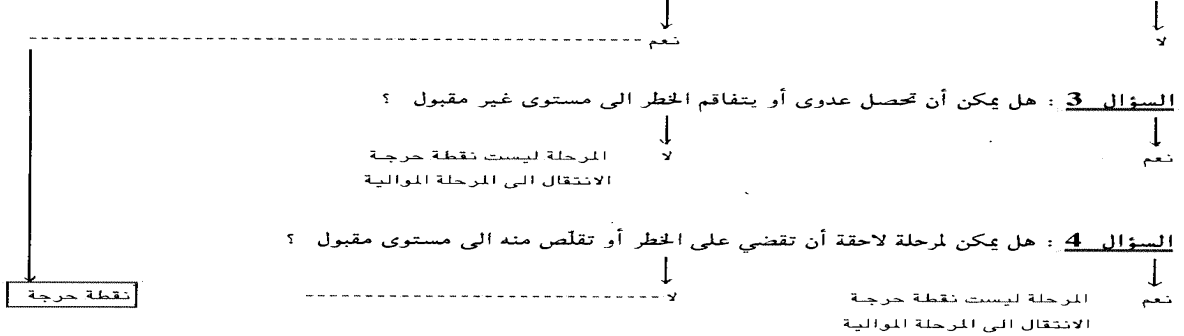 لا نعم
السؤال 3 : هل يمكن أن تحصل عدوى أو يتفاقم الخطر الى مستوى غير مقبول ؟
نعم لا المرحلة ليست نقطة حرجة
الانتقال الى المرحلة الموالية
السؤال 4 : هل يمكن لمرحلة لاحقة أن تقضي على الخطر أو تقلّص منه الى مستوى مقبول ؟
نعم المرحلة ليست نقطة حرجة لا نقطة حرجة
الانتقال الى المرحلة الموالية